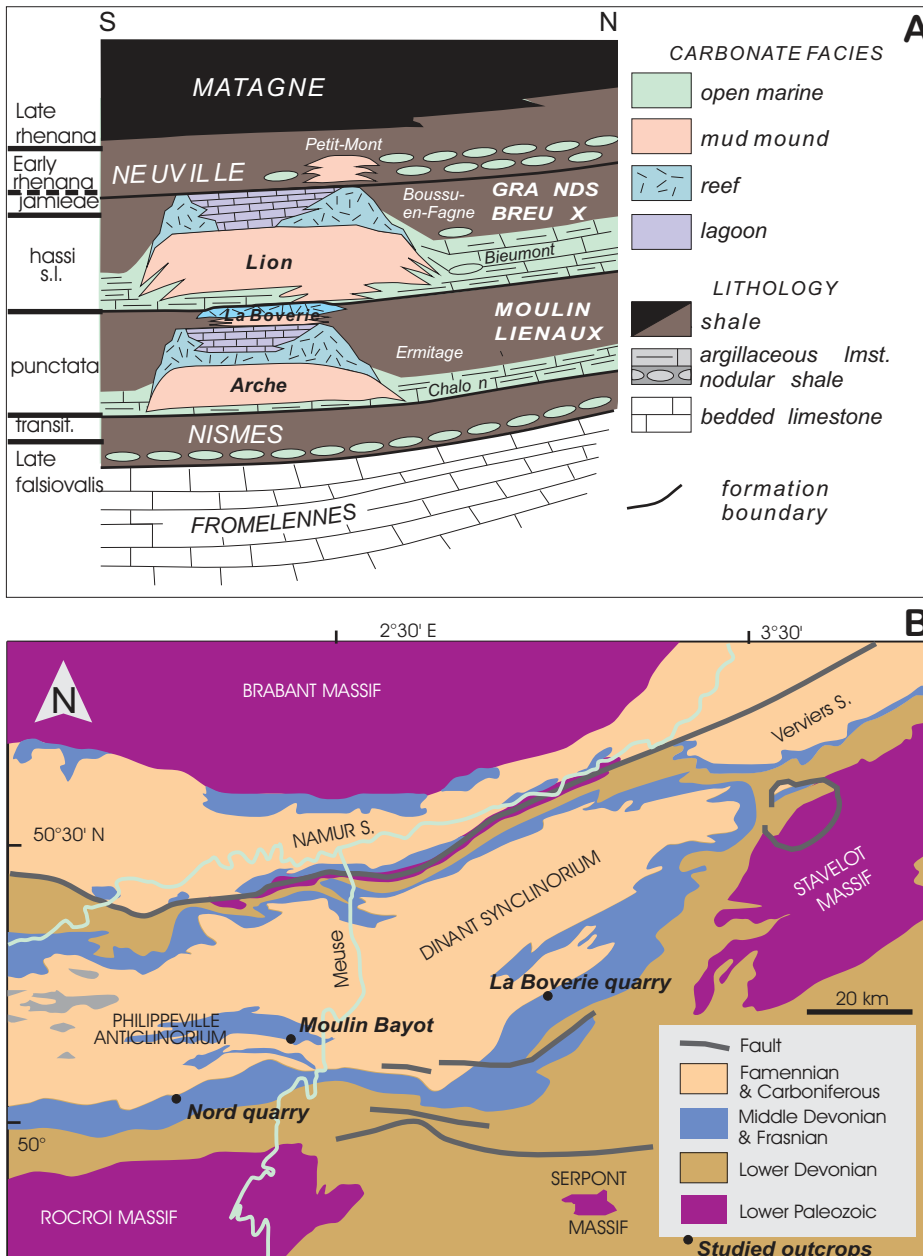 S
N
A
MATAGNE
Late
rhenana
Petit-Mont
Early
rhenana
NEUVILLE
jamieae
Boussu-
en-Fagne
GRA NDS
BREU X
hassi
s.l.
Lion
Bieumont
La Boverie
MOULIN
LIENAUX
punctata
Ermitage
Arche
Chalo n
transit.
NISMES
Late
falsiovalis
FROMELENNES
CARBONATE FACIES
open marine
mud mound
reef
lagoon
LITHOLOGY
shale
argillaceous lmst.
nodular shale
bedded limestone
formation
boundary
B
2°30' E
3°30'
N
BRABANT MASSIF
Verviers S.
50°30' N
NAMUR S.
STAVELOT
MASSIF
DINANT SYNCLINORIUM
Meuse
La Boverie quarry
20 km
PHILIPPEVILLE
ANTICLINORIUM
Moulin Bayot
Nord quarry
50°
SERPONT
MASSIF
ROCROI MASSIF
Fault
Famennian
& Carboniferous
Middle Devonian
& Frasnian
Lower Devonian
Lower Paleozoic
Studied outcrops